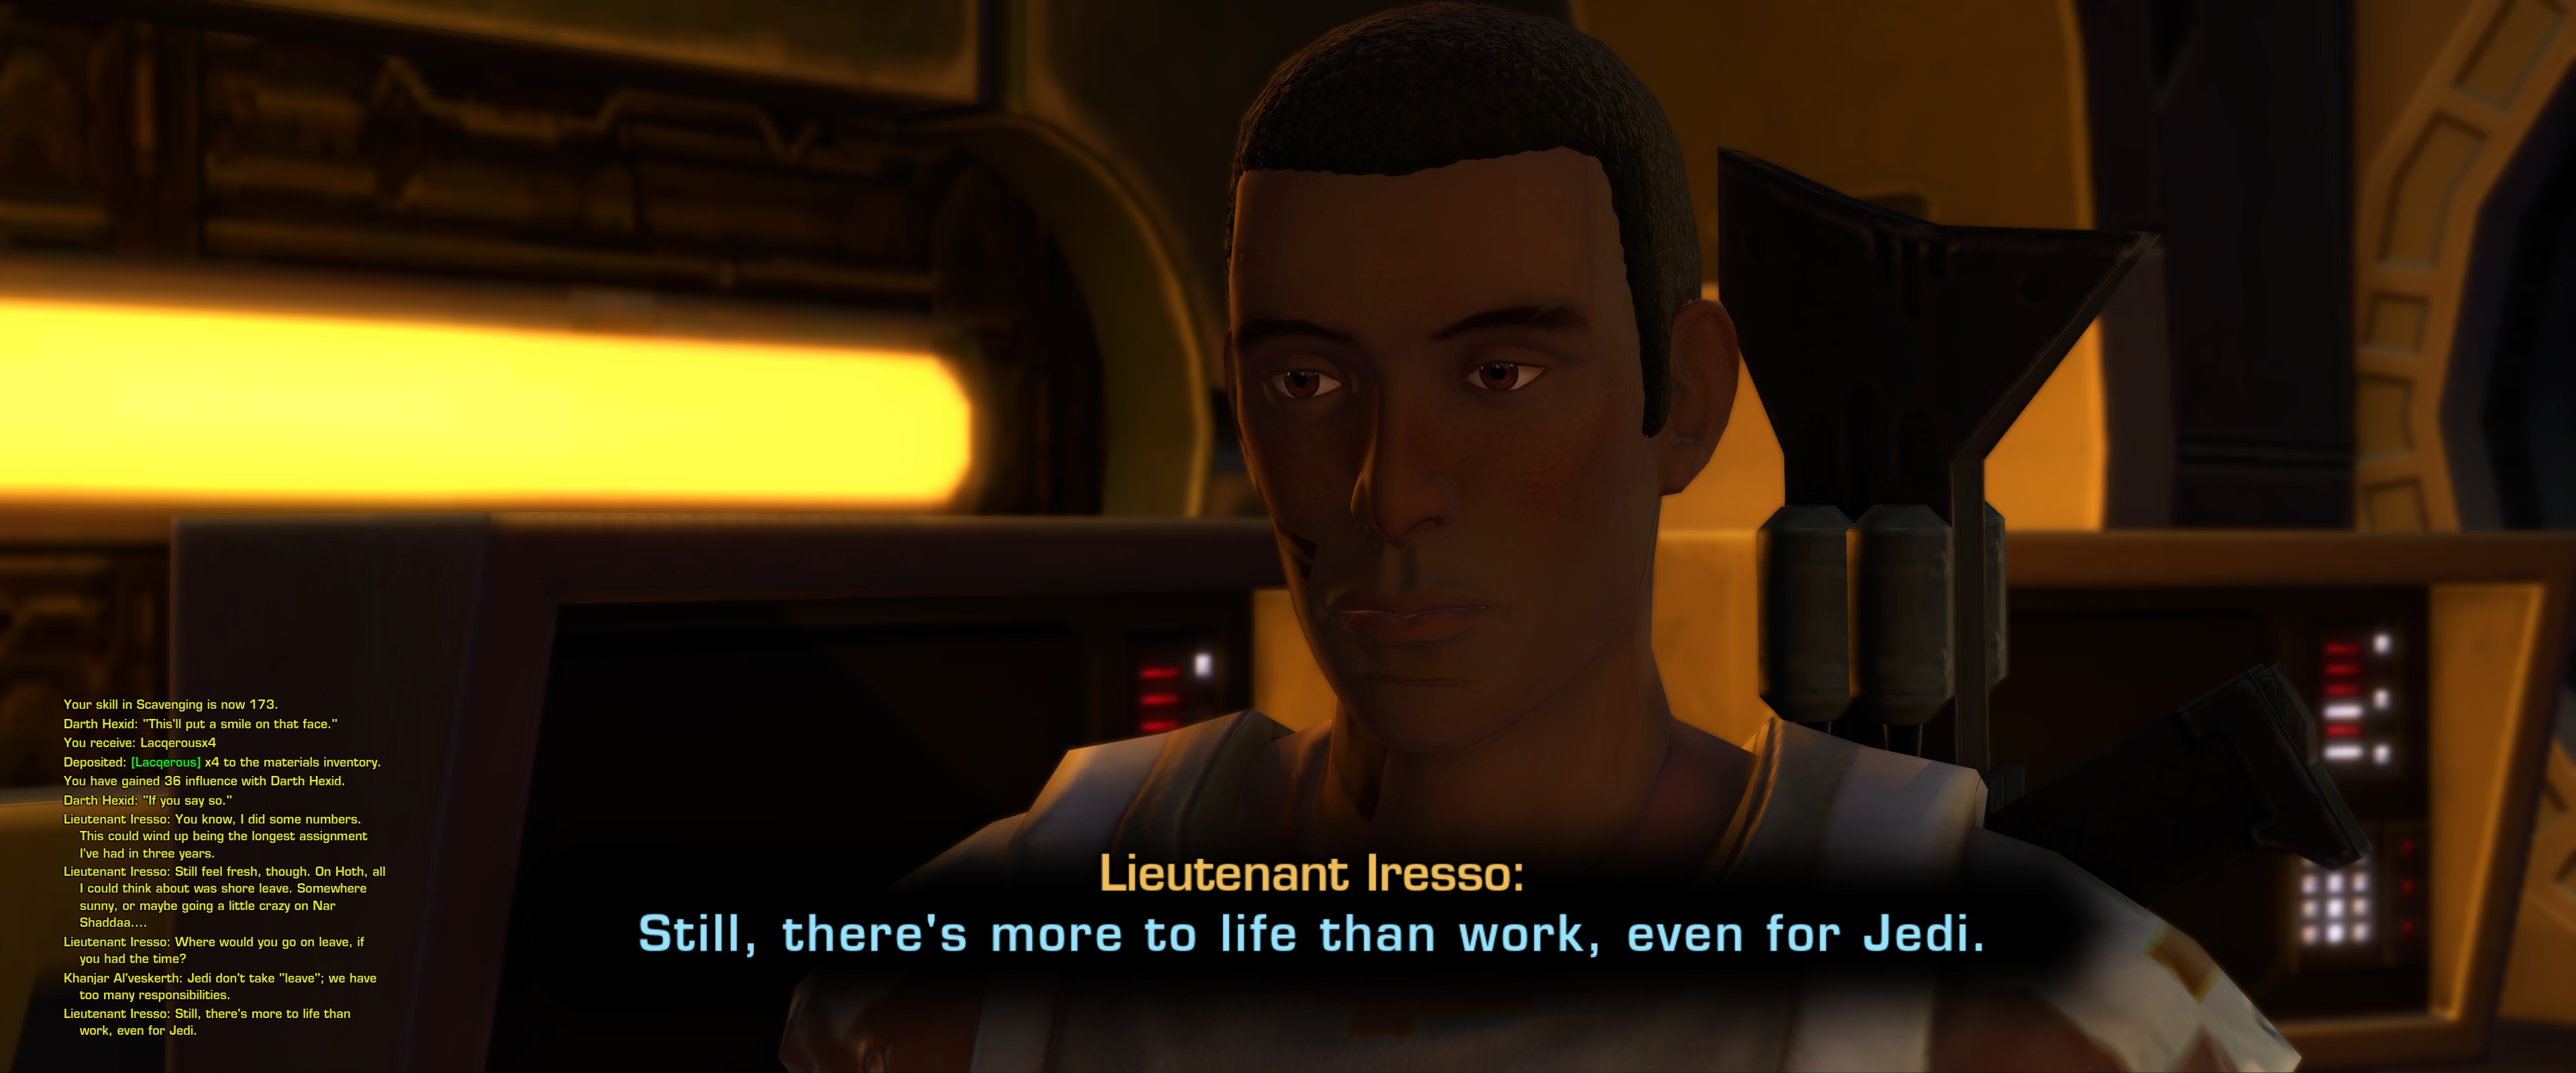 Your skill in Scavenging is now 173.
Darth Hexid: "This'll put a smile on that face."
You receive: Lacqerousx4
Deposited: [Lacqerous] x4 to the materials inventory.
You have gained 36 influence with Darth Hexid.
Darth Hexid: "If you say so."
Lieutenant Iresso: You know, I did some numbers.
This could wind up being the longest assignment
I've had in three years.
Lieutenant Iresso: Still feel fresh, though. On Hoth, all
I could think about was shore leave. Somewhere
sunny, or maybe going a little crazy on Nar
Shaddaa....
Lieutenant Iresso: Where would you go on leave, if
you had the time?
Khanjar Al'veskerth: Jedi don't take "leave"; we have
too many responsibilities.
Lieutenant Iresso: Still, there's more to life than
work, even for Jedi.
Lieutenant Iresso:
Still, there's more to life than work, even for Jedi.